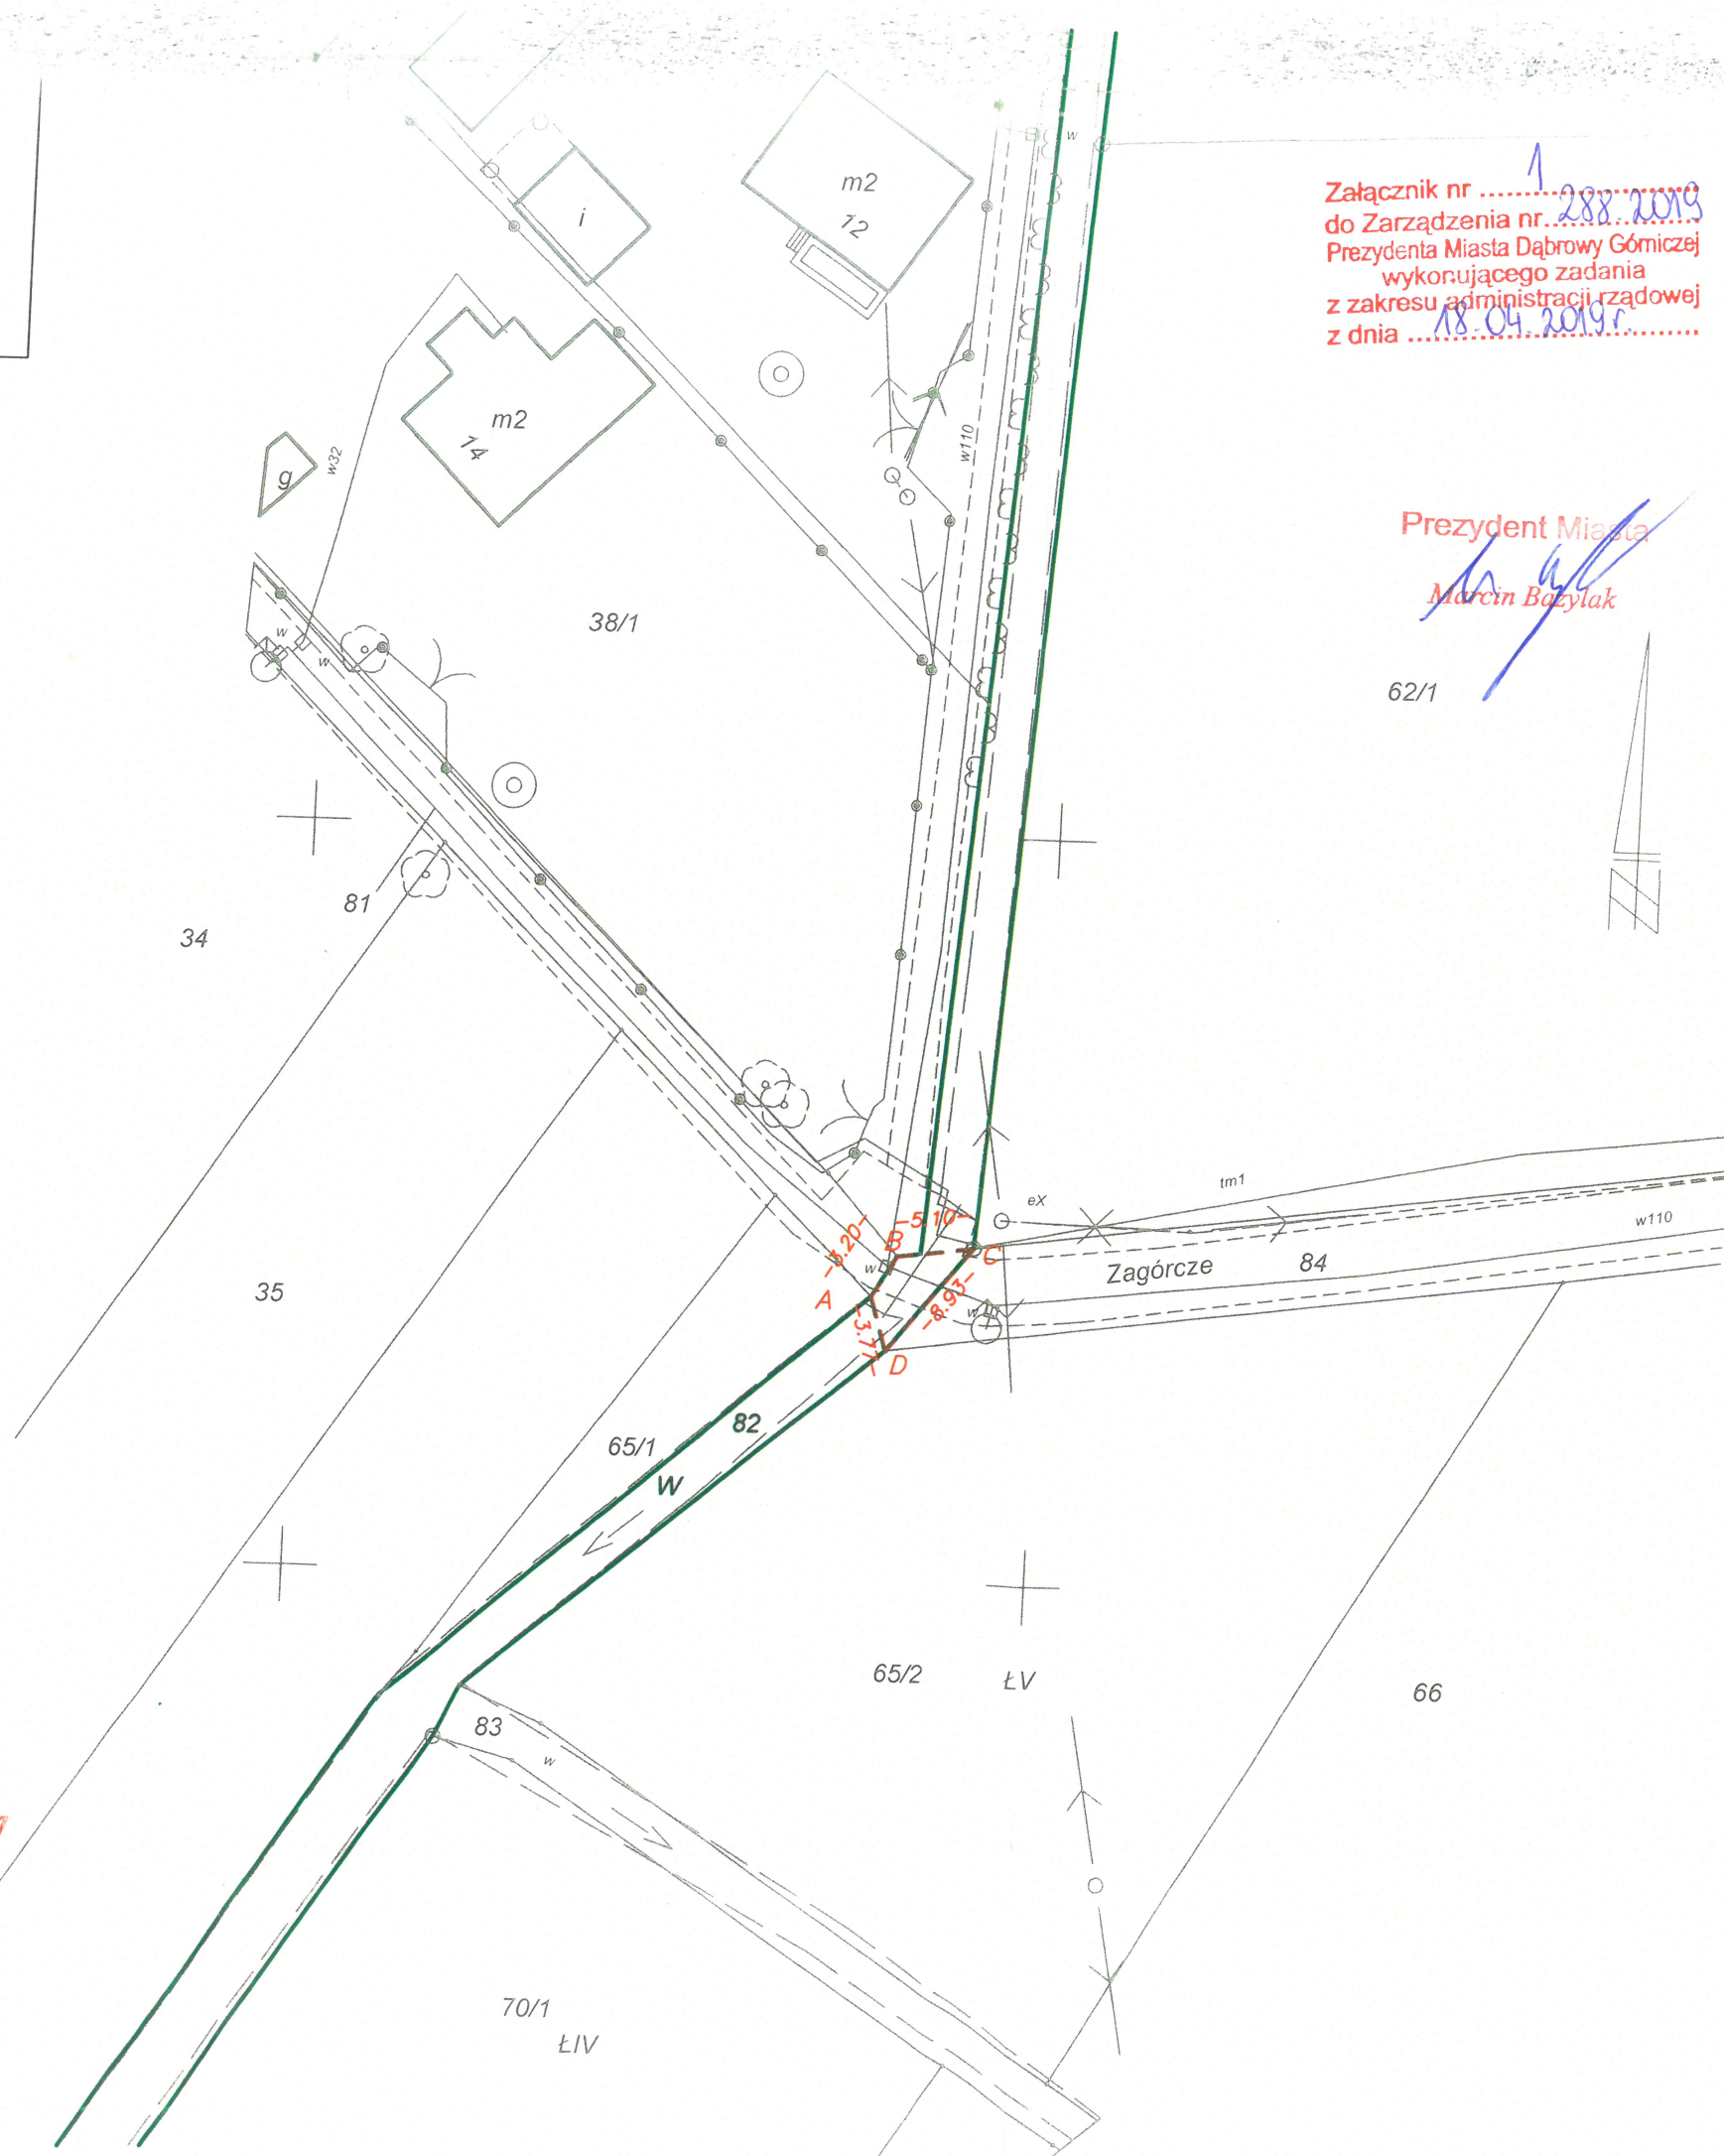 w
Załącznik nr ...1...
do Zarządzenia nr...288.2019
Prezydenta Miasta Dąbrowy Górniczej
wykonującego zadania
z zakresu administracji rządowej
z dnia ...18.04.2019r....
m2
12
i
m2
14
g
w32
w110
Prezydent Miasta
Marcin Bazylak
38/1
62/1
w
w
81
34
N
tm1
eX
w110
-5.10-
-3.20-
B
C
w
Zagórcze
84
35
A
-8.93-
w
-3.77-
D
82
65/1
W
65/2
ŁV
66
83
w
70/1
ŁIV